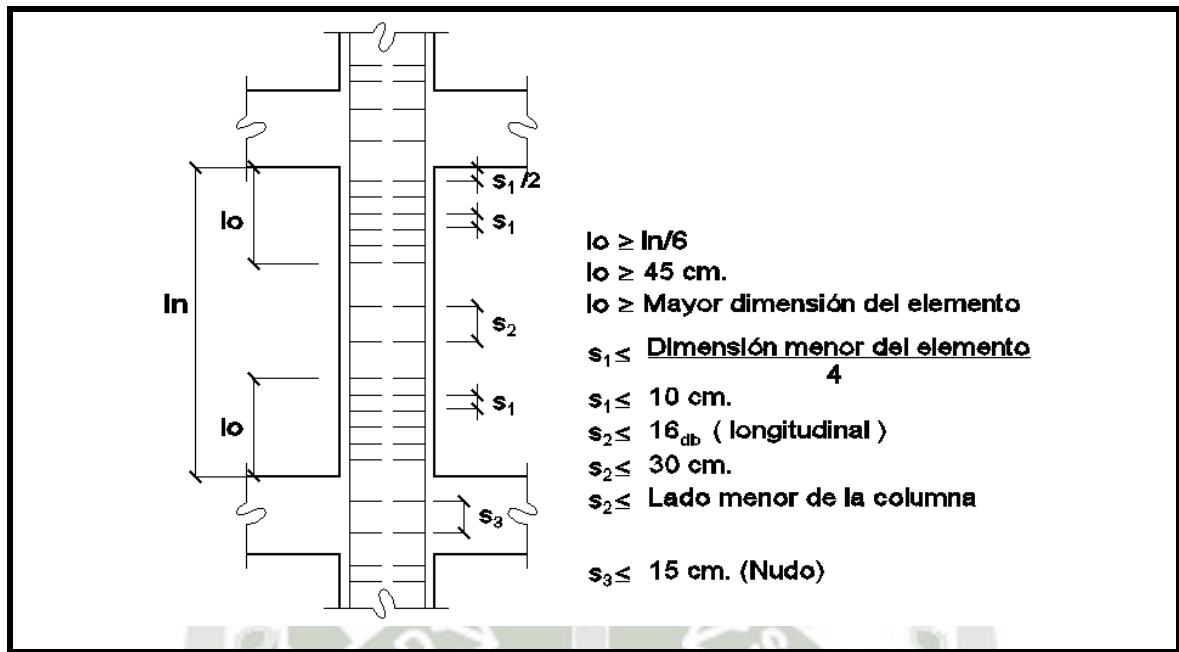 s₁/2
lo
s₁
ln
s₂
s₁
lo
s₃
lo ≥ ln/6
lo ≥ 45 cm.
lo ≥ Mayor dimensión del elemento
s₁≤ Dimensión menor del elemento
4
s₁≤ 10 cm.
s₂≤ 16db ( longitudinal )
s₂≤ 30 cm.
s₂≤ Lado menor de la columna
s₃≤ 15 cm. (Nudo)